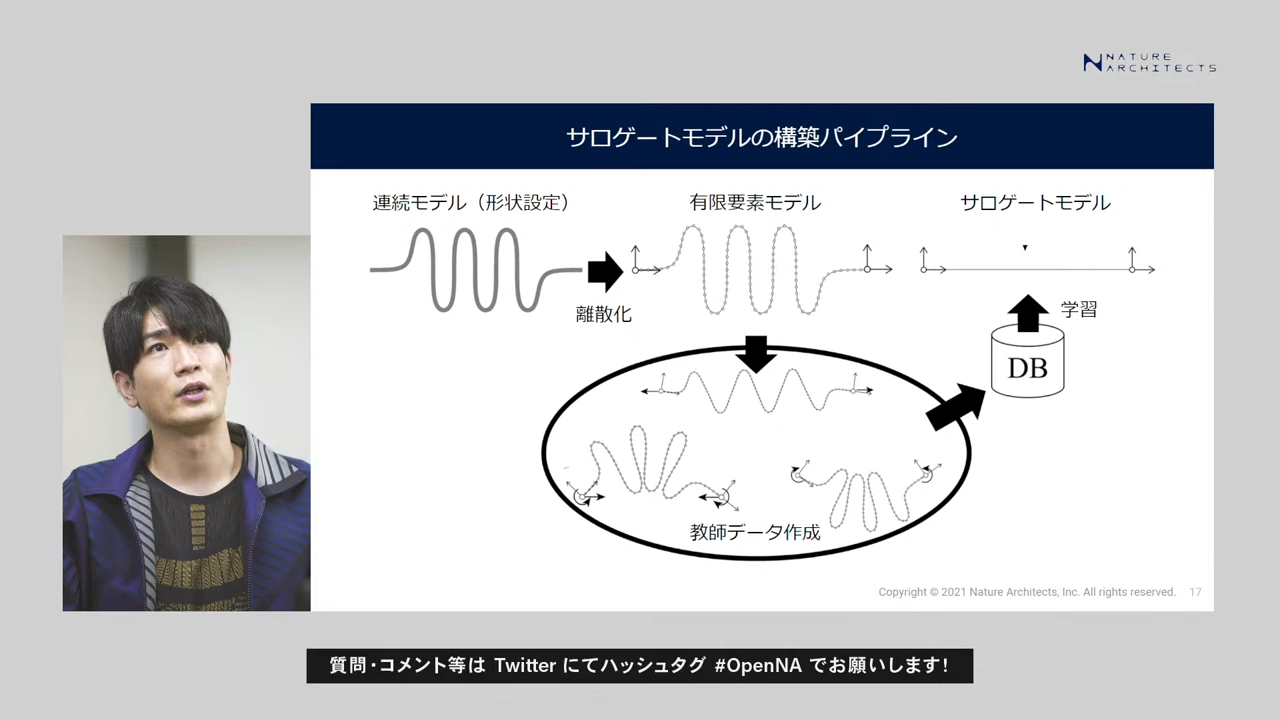 NATURE
ARCHITECTS
サロゲートモデルの構築パイプライン
連続モデル（形状設定）
有限要素モデル
サロゲートモデル
離散化
学習
DB
教師データ作成
Copyright © 2021 Nature Architects, Inc. All rights reserved. 17
質問・コメント等は Twitter にてハッシュタグ #OpenNA でお願いします！